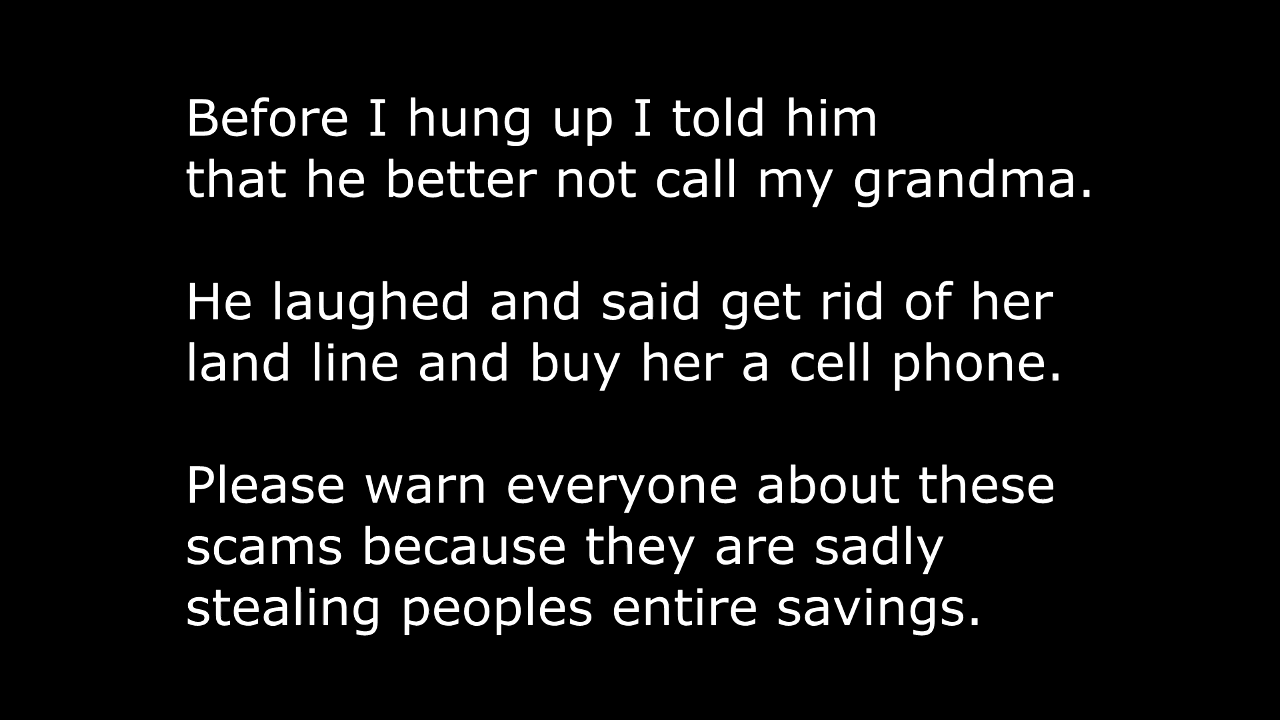 Before I hung up I told him
that he better not call my grandma.
He laughed and said get rid of her
land line and buy her a cell phone.
Please warn everyone about these
scams because they are sadly
stealing peoples entire savings.